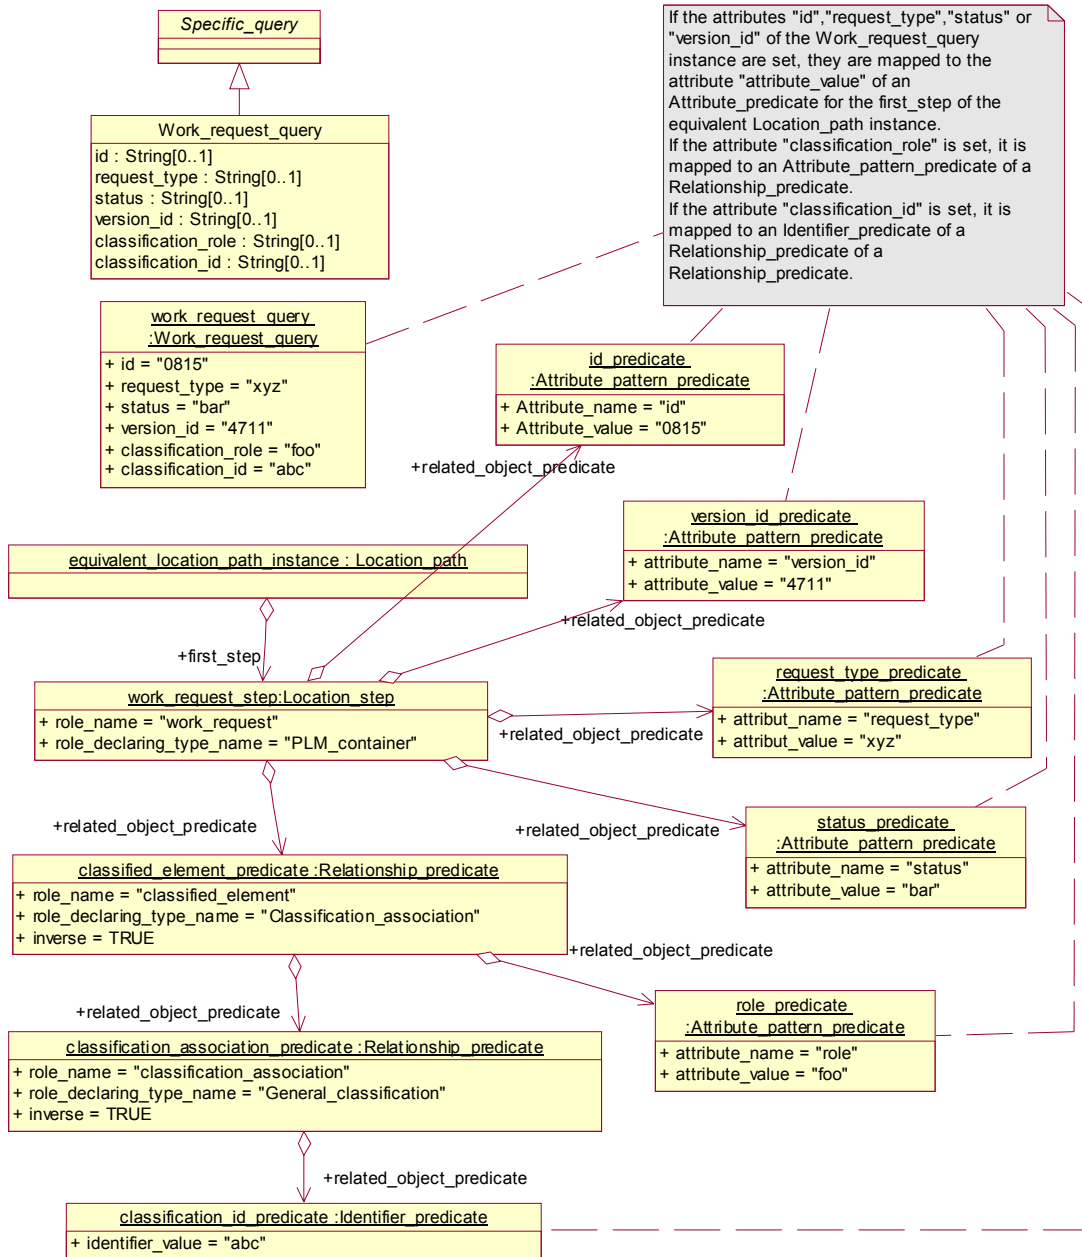 Specific_query
Work_request_query
id : String[0..1]
request_type : String[0..1]
status : String[0..1]
version_id : String[0..1]
classification_role : String[0..1]
classification_id : String[0..1]
If the attributes "id","request_type","status" or
"version_id" of the Work_request_query
instance are set, they are mapped to the
attribute "attribute_value" of an
Attribute_predicate for the first_step of the
equivalent Location_path instance.
If the attribute "classification_role" is set, it is
mapped to an Attribute_pattern_predicate of a
Relationship_predicate.
If the attribute "classification_id" is set, it is
mapped to an Identifier_predicate of a
Relationship_predicate of a
Relationship_predicate.
work_request_query
:Work_request_query
+ id = "0815"
+ request_type = "xyz"
+ status = "bar"
+ version_id = "4711"
+ classification_role = "foo"
+ classification_id = "abc"
id_predicate
:Attribute_pattern_predicate
+ Attribute_name = "id"
+ Attribute_value = "0815"
+related_object_predicate
version_id_predicate
:Attribute_pattern_predicate
+ attribute_name = "version_id"
+ attribute_value = "4711"
+related_object_predicate
equivalent_location_path_instance : Location_path
+first_step
work_request_step:Location_step
+ role_name = "work_request"
+ role_declaring_type_name = "PLM_container"
request_type_predicate
:Attribute_pattern_predicate
+ attribut_name = "request_type"
+ attribut_value = "xyz"
+related_object_predicate
+related_object_predicate
status_predicate
:Attribute_pattern_predicate
+ attribute_name = "status"
+ attribute_value = "bar"
+related_object_predicate
classified_element_predicate :Relationship_predicate
+ role_name = "classified_element"
+ role_declaring_type_name = "Classification_association"
+ inverse = TRUE
+related_object_predicate
role_predicate
:Attribute_pattern_predicate
+ attribute_name = "role"
+ attribute_value = "foo"
+related_object_predicate
classification_association_predicate :Relationship_predicate
+ role_name = "classification_association"
+ role_declaring_type_name = "General_classification"
+ inverse = TRUE
+related_object_predicate
classification_id_predicate :Identifier_predicate
+ identifier_value = "abc"